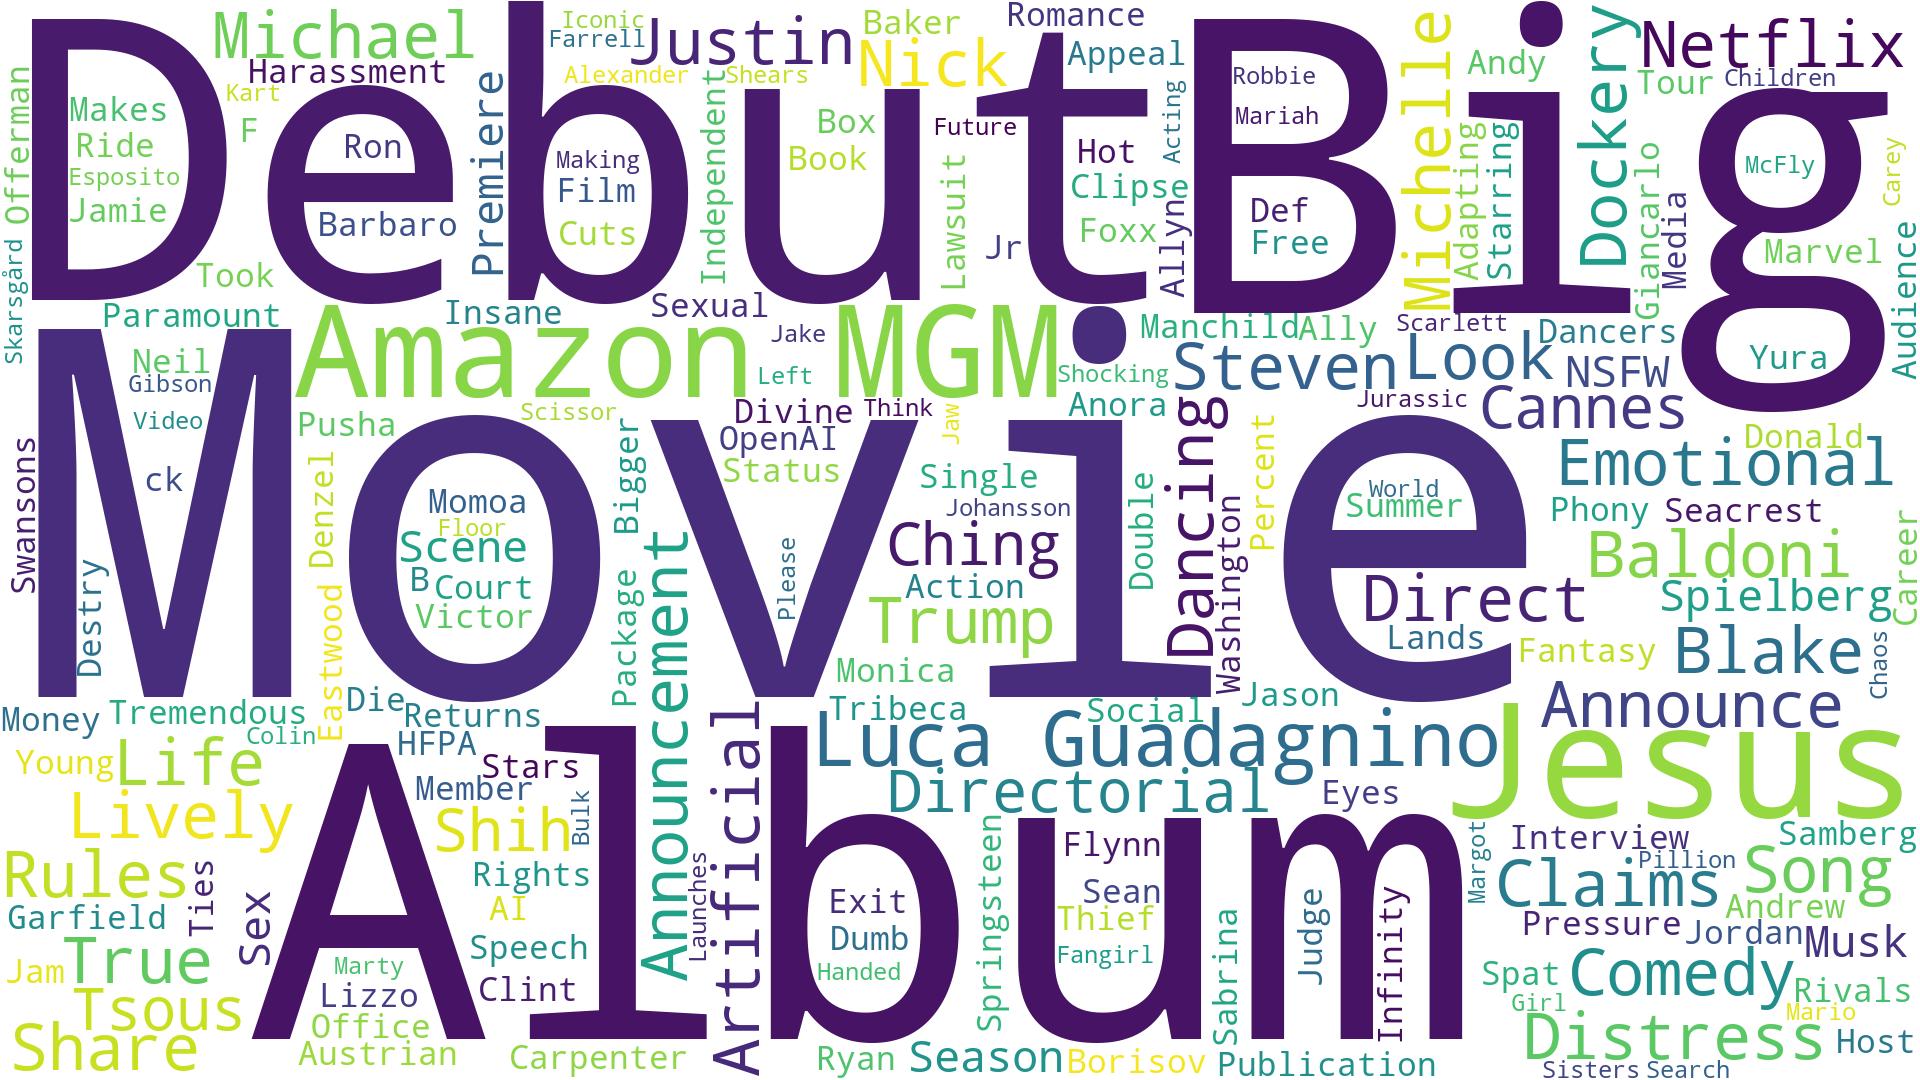 Debut
Big
Movie
Album
Amazon MGM
Jesus
Michael
Justin
Nick
Netflix
Michelle
Dockery
Luca Guadagnino
Announcement
Artificial
Dancing
Steven
Look
Cannes
Emotional
Baldoni
Direct
Blake
Announce
Directorial
Trump
Ching
Life
Lively
Shih
Rules
True
Tsous
Share
Claims
Song
Comedy
Distress
Iconic
Farrell
Alexander
Shears
Baker
Romance
Appeal
Andy
Tour
Children
Harassment
Kart
F
Makes
Ride
Esposito
Jamie
Offerman
Ron
Barbaro
Premiere
Making
Film
Cuts
Independent
Box
Book
Future
Lawsuit
Jr
Hot
Clipse
Foxx
Acting
Allyn
Robbie
Mariah
Def
Free
Adapting
Starring
Giancarlo
Media
McFly
Carey
Marvel
Yura
Audience
Skarsgård
Took
Paramount
Insane
Sexual
Jake
Left
Manchild
Ally
Scarlett
Dancers
NSFW
Shocking
Anora
Jurassic
Neil
Gibson
Video
Pusha
Scissor
Divine
Think
Jaw
OpenAI
Status
Single
Johansson
Double
Percent
Washington
Donald
World
Summer
Phony
Seacrest
Career
Spielberg
Swansons
ck
Destry
Denzel
Eastwood
Momoa
Floor
Scene
B
Court
Victor
Bigger
Package
Please
Action
Monica
Tribeca
Social
Jason
Lands
Fantasy
Chaos
Money
Tremendous
Colin
Die
Returns
HFPA
Young
Member
Stars
Bulk
Eyes
Interview
Pillion
Samberg
Margot
Garfield
Ties
Sex
Rights
AI
Speech
Clint
Launches
Exit
Dumb
Handed
Flynn
Sean
Thief
Fangirl
Springsteen
Sabrina
Judge
Infinity
Pressure
Andrew
Jordan
Musk
Jam
Marty
Lizzo
Office
Austrian
Carpenter
Ryan
Season
Borisov
Publication
Spat
Girl
Rivals
Mario
Host
Sisters
Search